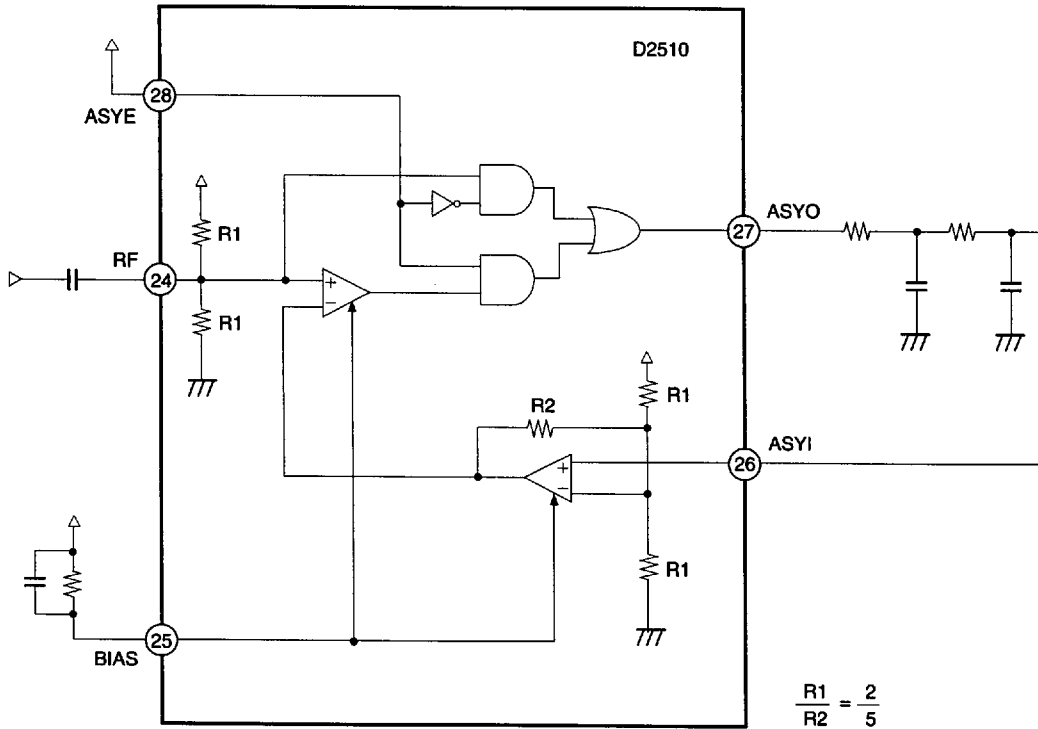 D2510
28
ASYE
R1
RF
24
R1
+
−
27
ASYO
R1
R2
+
−
26
ASYI
R1
25
BIAS
R1/R2 = 2/5